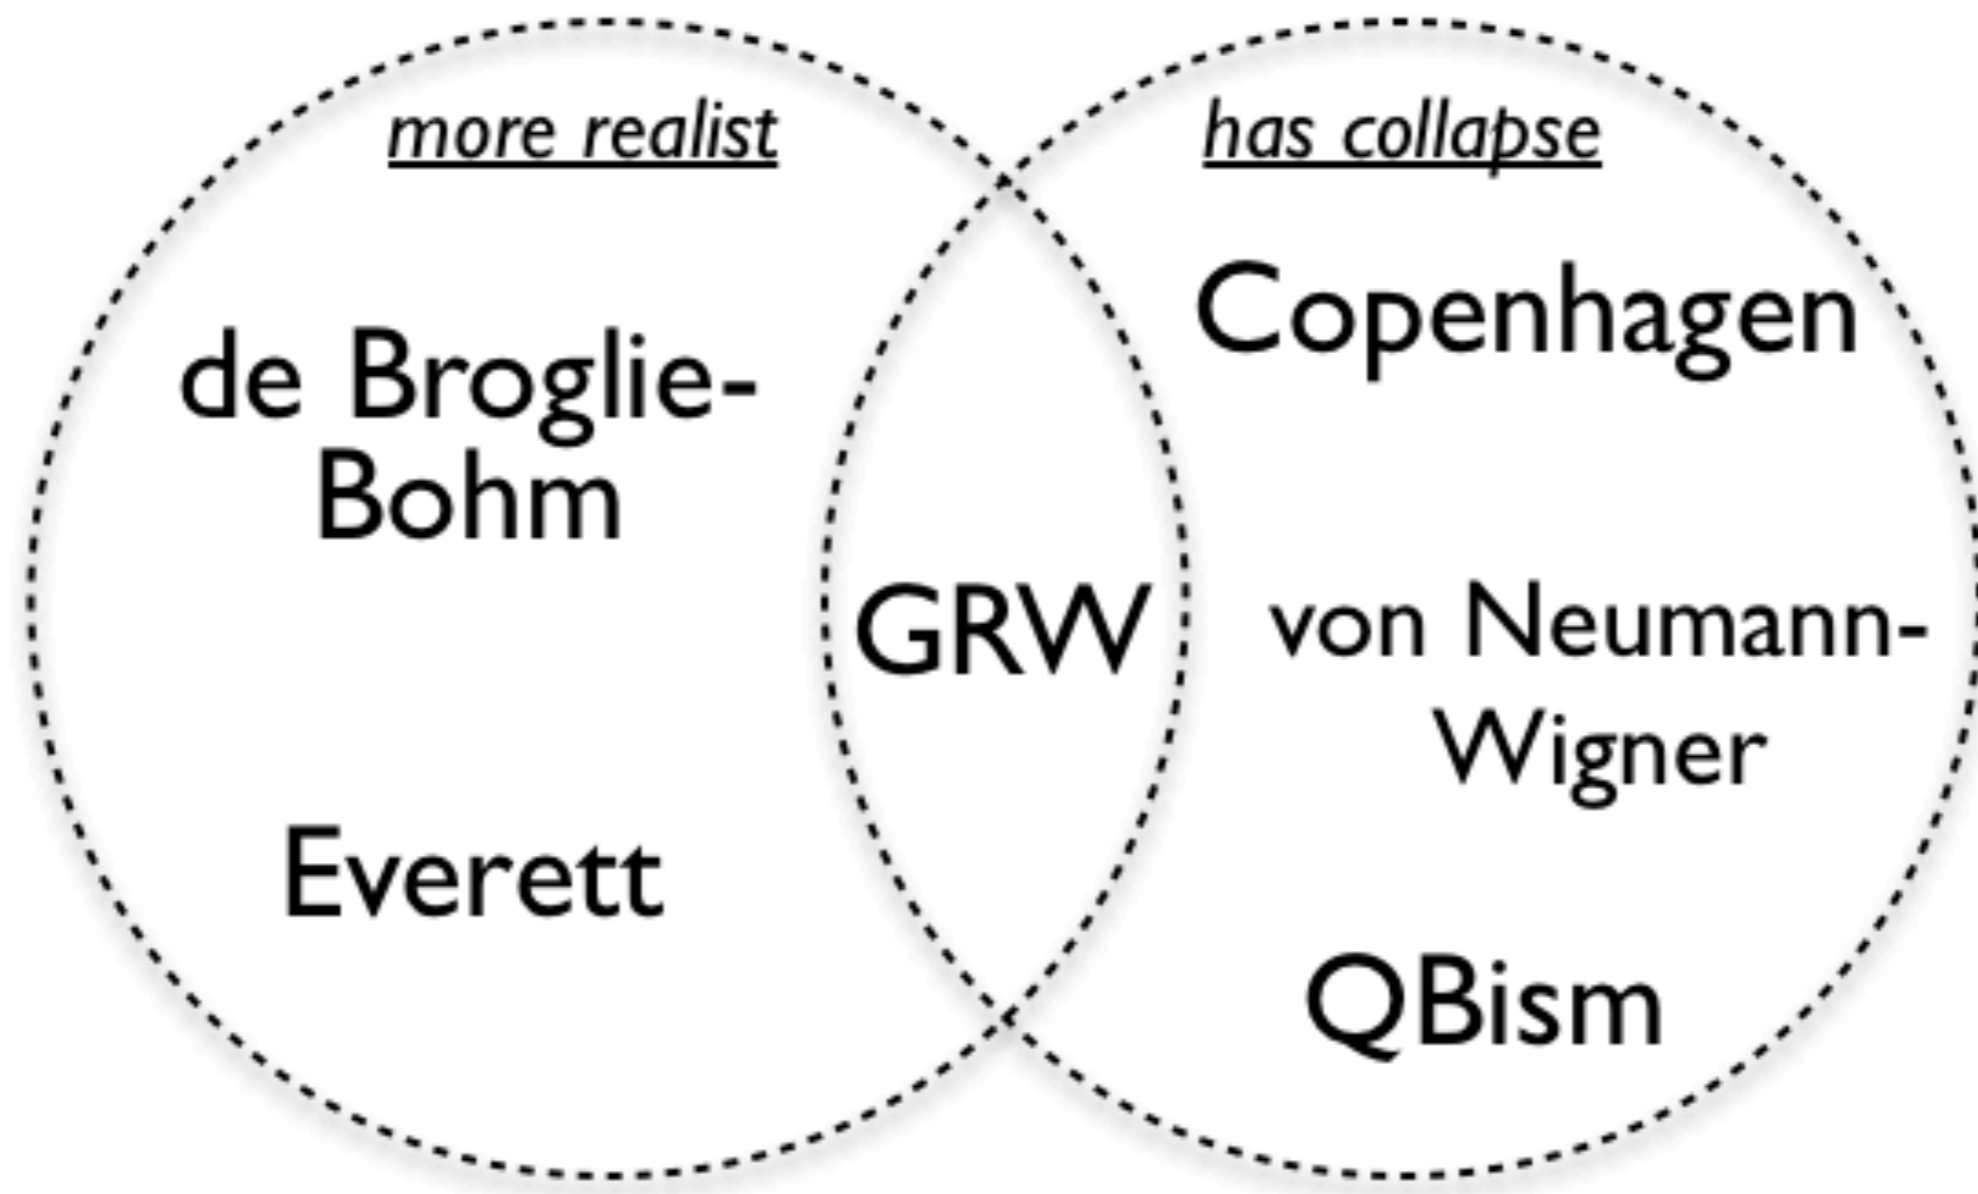 more realist
de Broglie-
Bohm
Everett
GRW
has collapse
Copenhagen
von Neumann-
Wigner
QBism